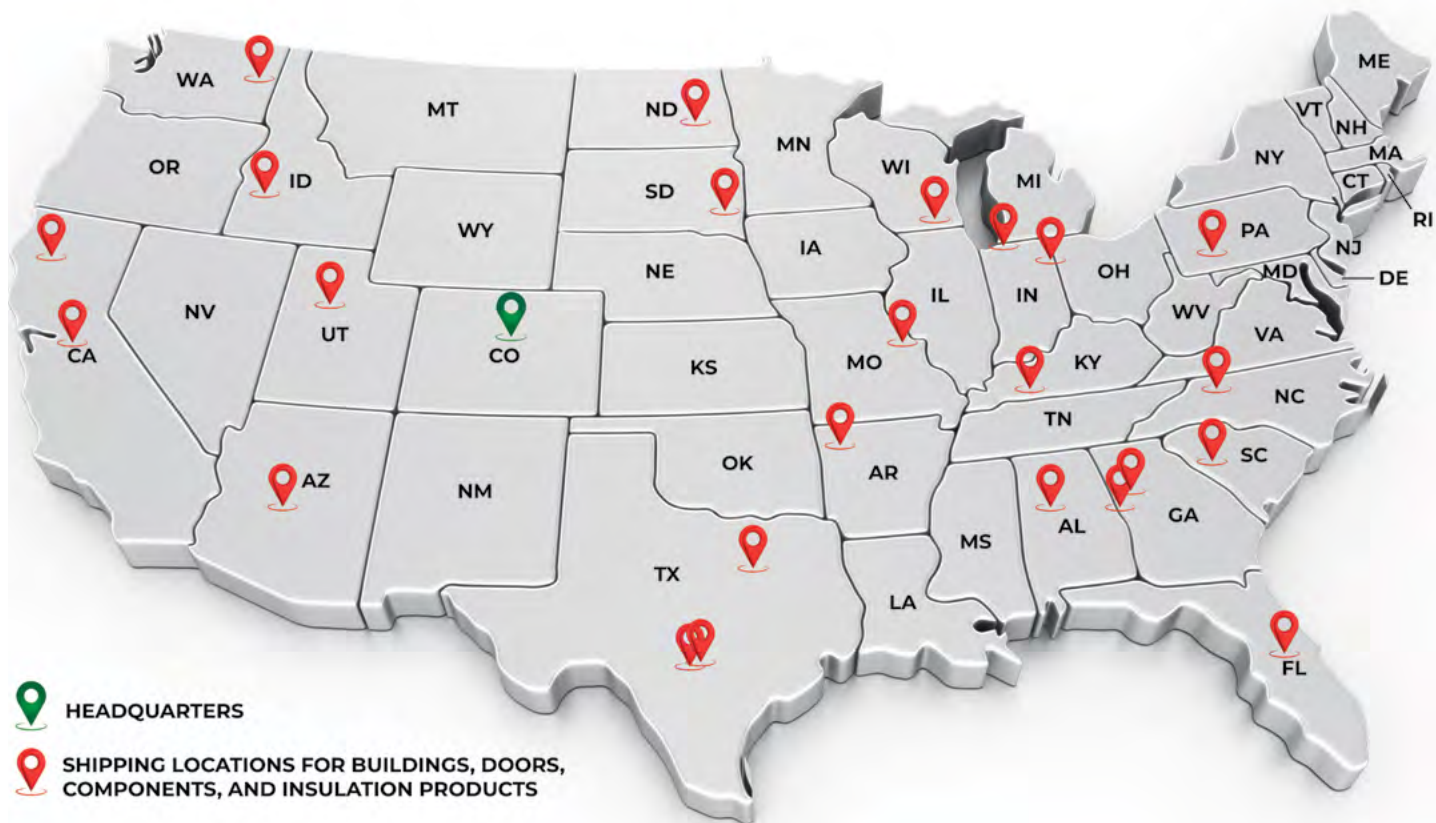 WA
MT
ND
MN
ME
VT
NH
OR
ID
SD
WI
MI
NY
MA
CT
RI
WY
IA
PA
NJ
NE
OH
MD
DE
NV
UT
CO
IL
IN
WV
VA
CA
KS
MO
KY
NC
TN
AZ
NM
OK
AR
SC
MS
AL
GA
TX
LA
FL
HEADQUARTERS
SHIPPING LOCATIONS FOR BUILDINGS, DOORS,
COMPONENTS, AND INSULATION PRODUCTS